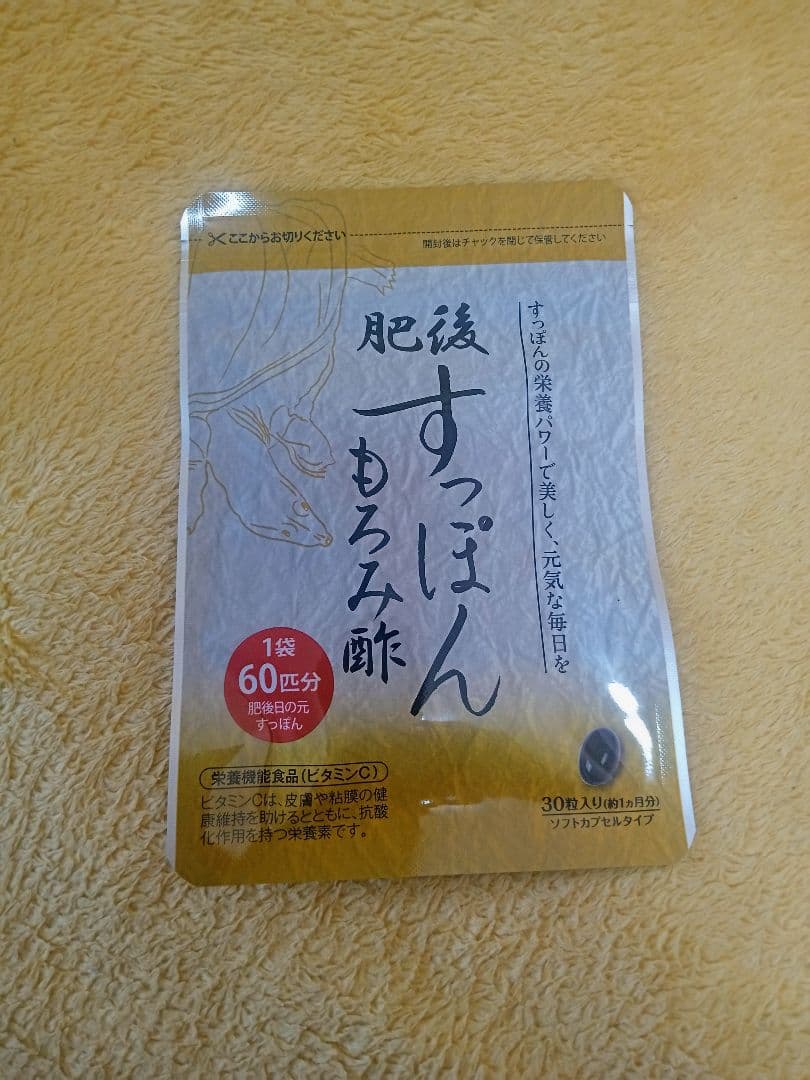 ここからお切りください
開封後はチャックを閉じて保管してください
すっぽんの栄養パワーで美しく、元気な毎日を
肥後
すっぽん
もろみ酢
1袋
60匹分
肥後日の元
すっぽん
栄養機能食品(ビタミンC)
ビタミンCは、皮膚や粘膜の健
康維持を助けるとともに、抗酸
化作用を持つ栄養素です。
30粒入り(約1ヵ月分)
ソフトカプセルタイプ